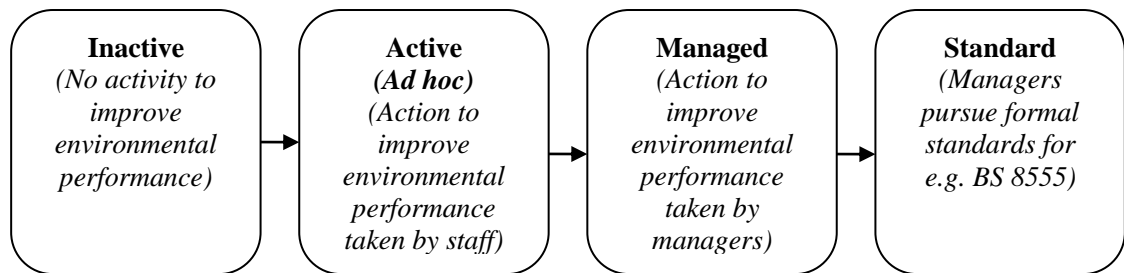 Inactive
(No activity to
improve
environmental
performance)
Active
(Ad hoc)
(Action to
improve
environmental
performance
taken by staff)
Managed
(Action to
improve
environmental
performance
taken by
managers)
Standard
(Managers
pursue formal
standards for
e.g. BS 8555)